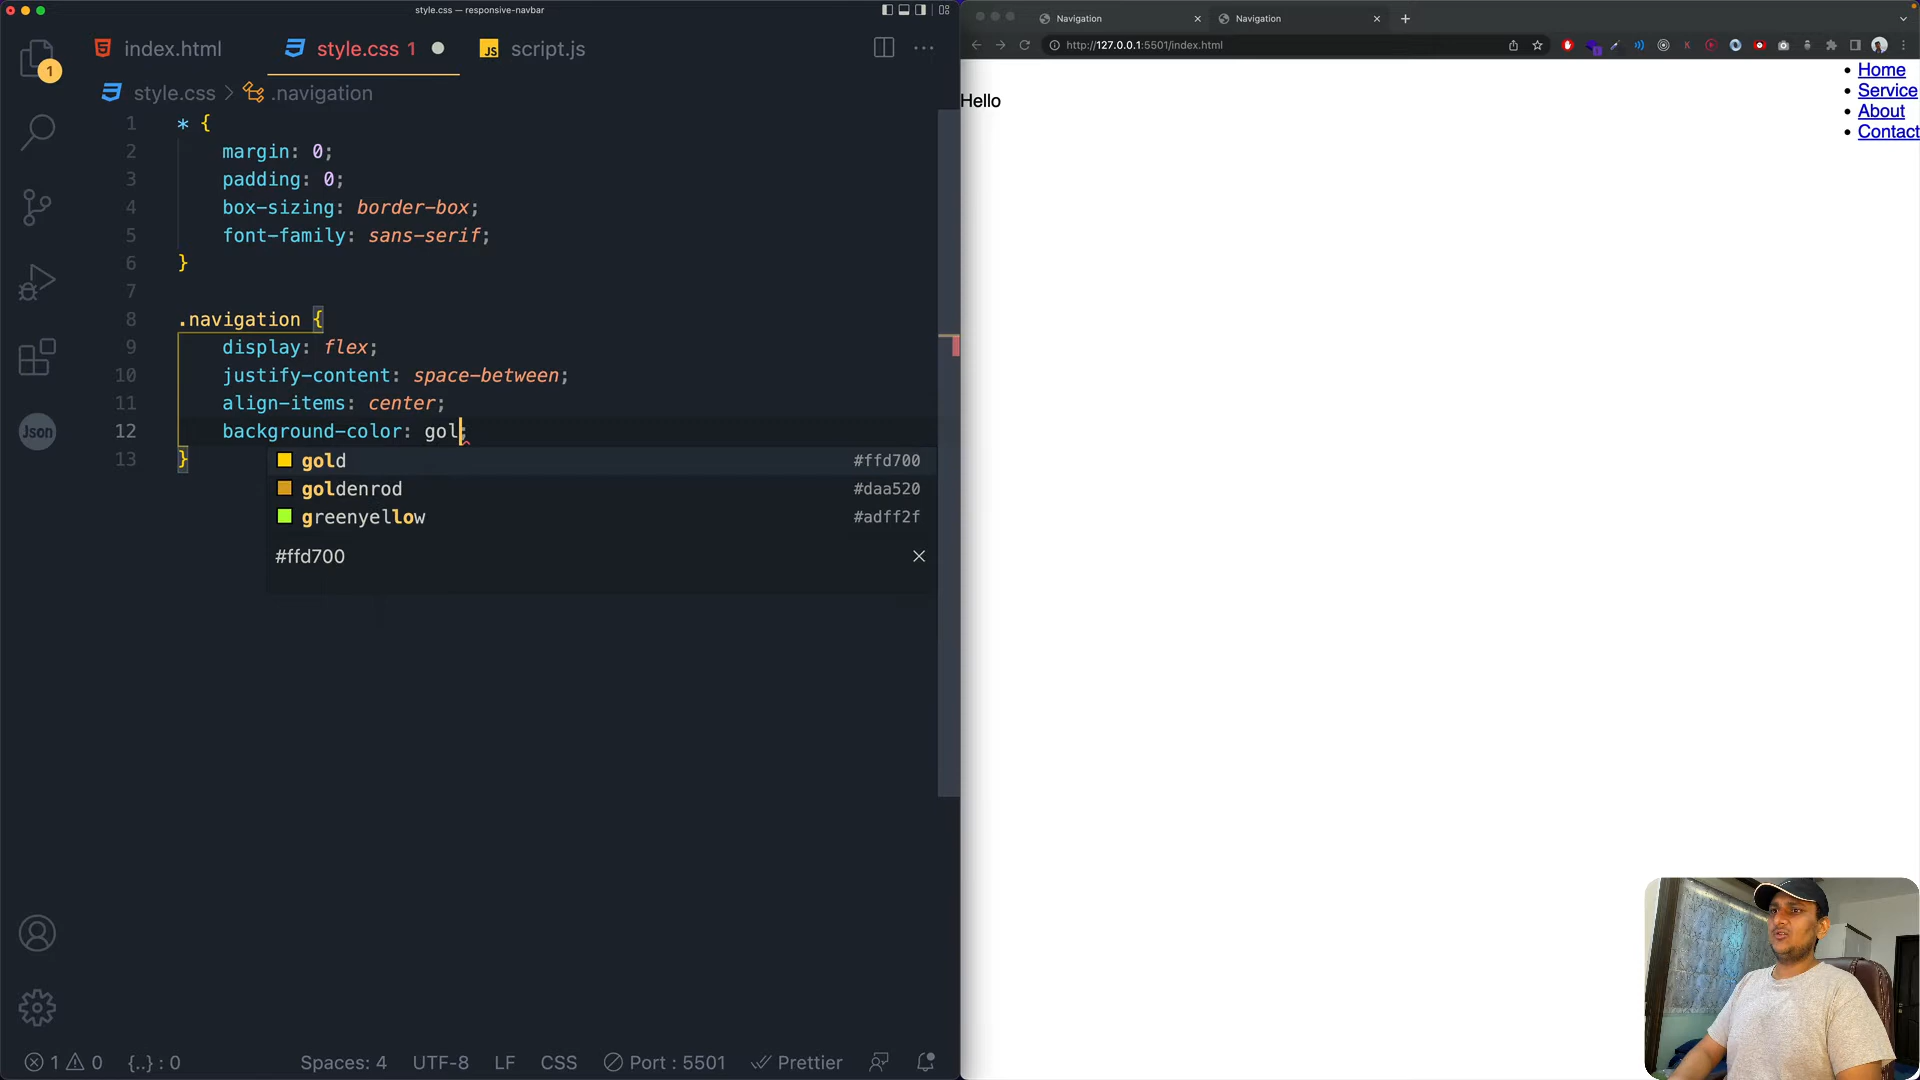 style.css — responsive-navbar
index.html
style.css 1
JS script.js
style.css > .navigation
1 * {
2 margin: 0;
3 padding: 0;
4 box-sizing: border-box;
5 font-family: sans-serif;
6 }
7
8 .navigation {
9 display: flex;
10 justify-content: space-between;
11 align-items: center;
12 background-color: gol;
13 }
gold #ffd700
goldenrod #daa520
greenyellow #adff2f
#ffd700
1
Json
1 0 {..} : 0 Spaces: 4 UTF-8 LF CSS Port : 5501 Prettier
Navigation
Navigation
http://127.0.0.1:5501/index.html
Hello
• Home
• Service
• About
• Contact